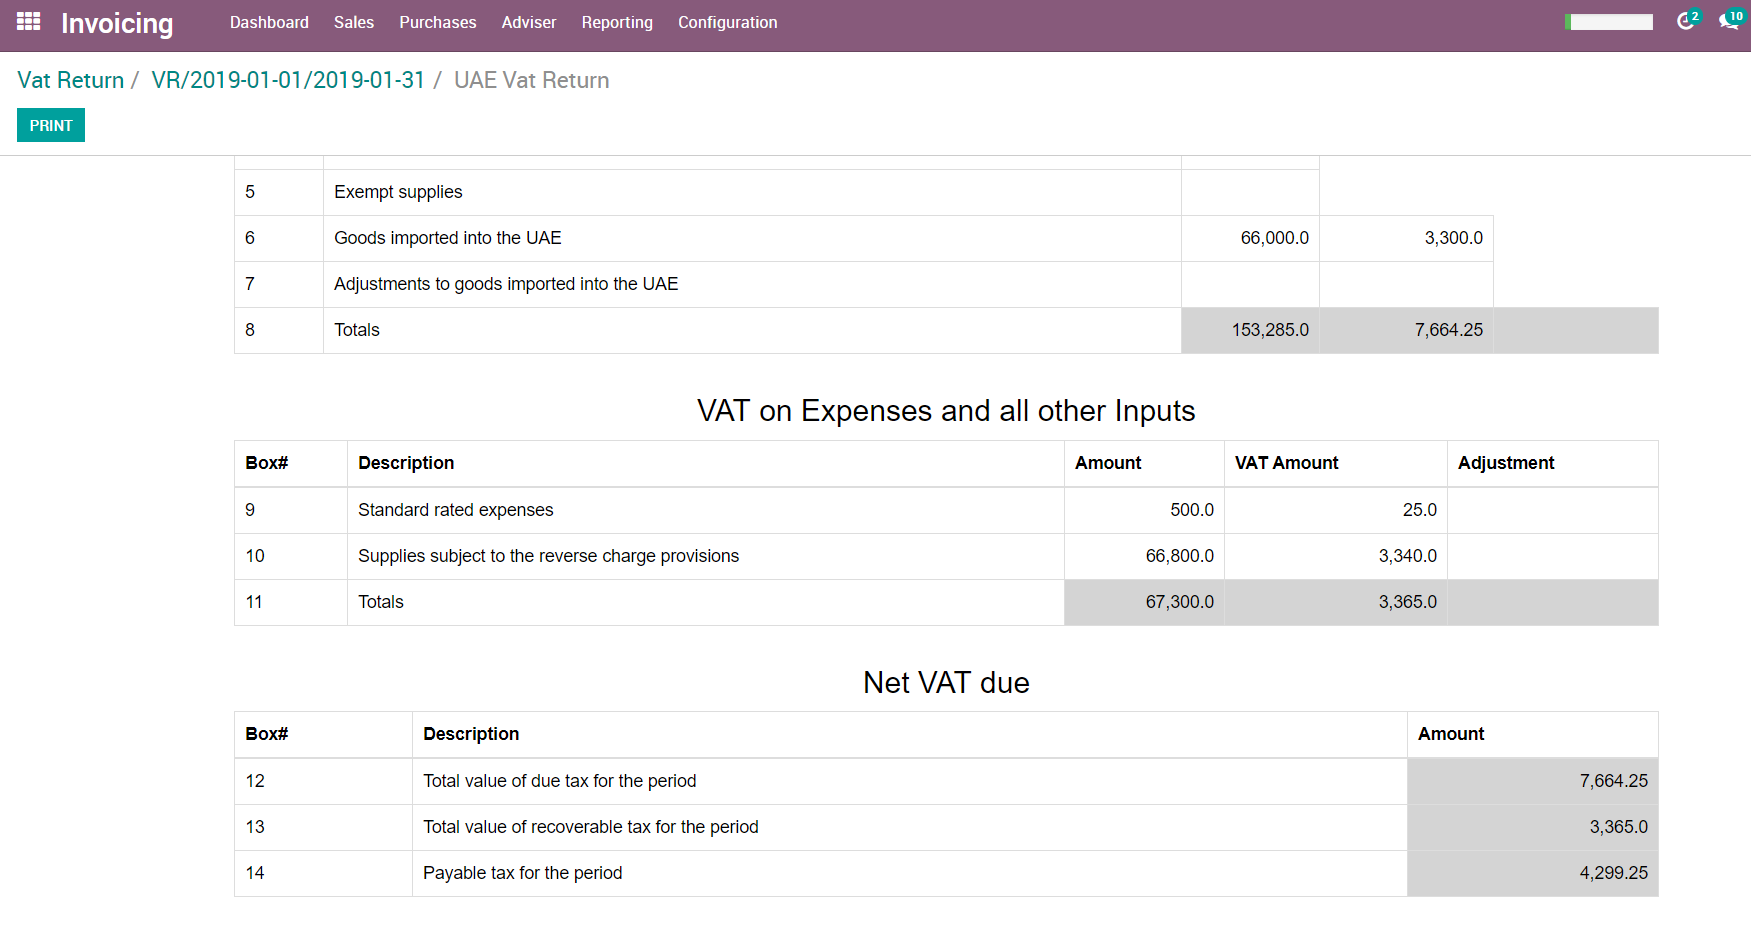 Invoicing Dashboard Sales Purchases Adviser Reporting Configuration 2 10
Vat Return / VR/2019-01-01/2019-01-31 / UAE Vat Return
PRINT
5 Exempt supplies
6 Goods imported into the UAE 66,000.0 3,300.0
7 Adjustments to goods imported into the UAE
8 Totals 153,285.0 7,664.25
VAT on Expenses and all other Inputs
Box# Description Amount VAT Amount Adjustment
9 Standard rated expenses 500.0 25.0
10 Supplies subject to the reverse charge provisions 66,800.0 3,340.0
11 Totals 67,300.0 3,365.0
Net VAT due
Box# Description Amount
12 Total value of due tax for the period 7,664.25
13 Total value of recoverable tax for the period 3,365.0
14 Payable tax for the period 4,299.25